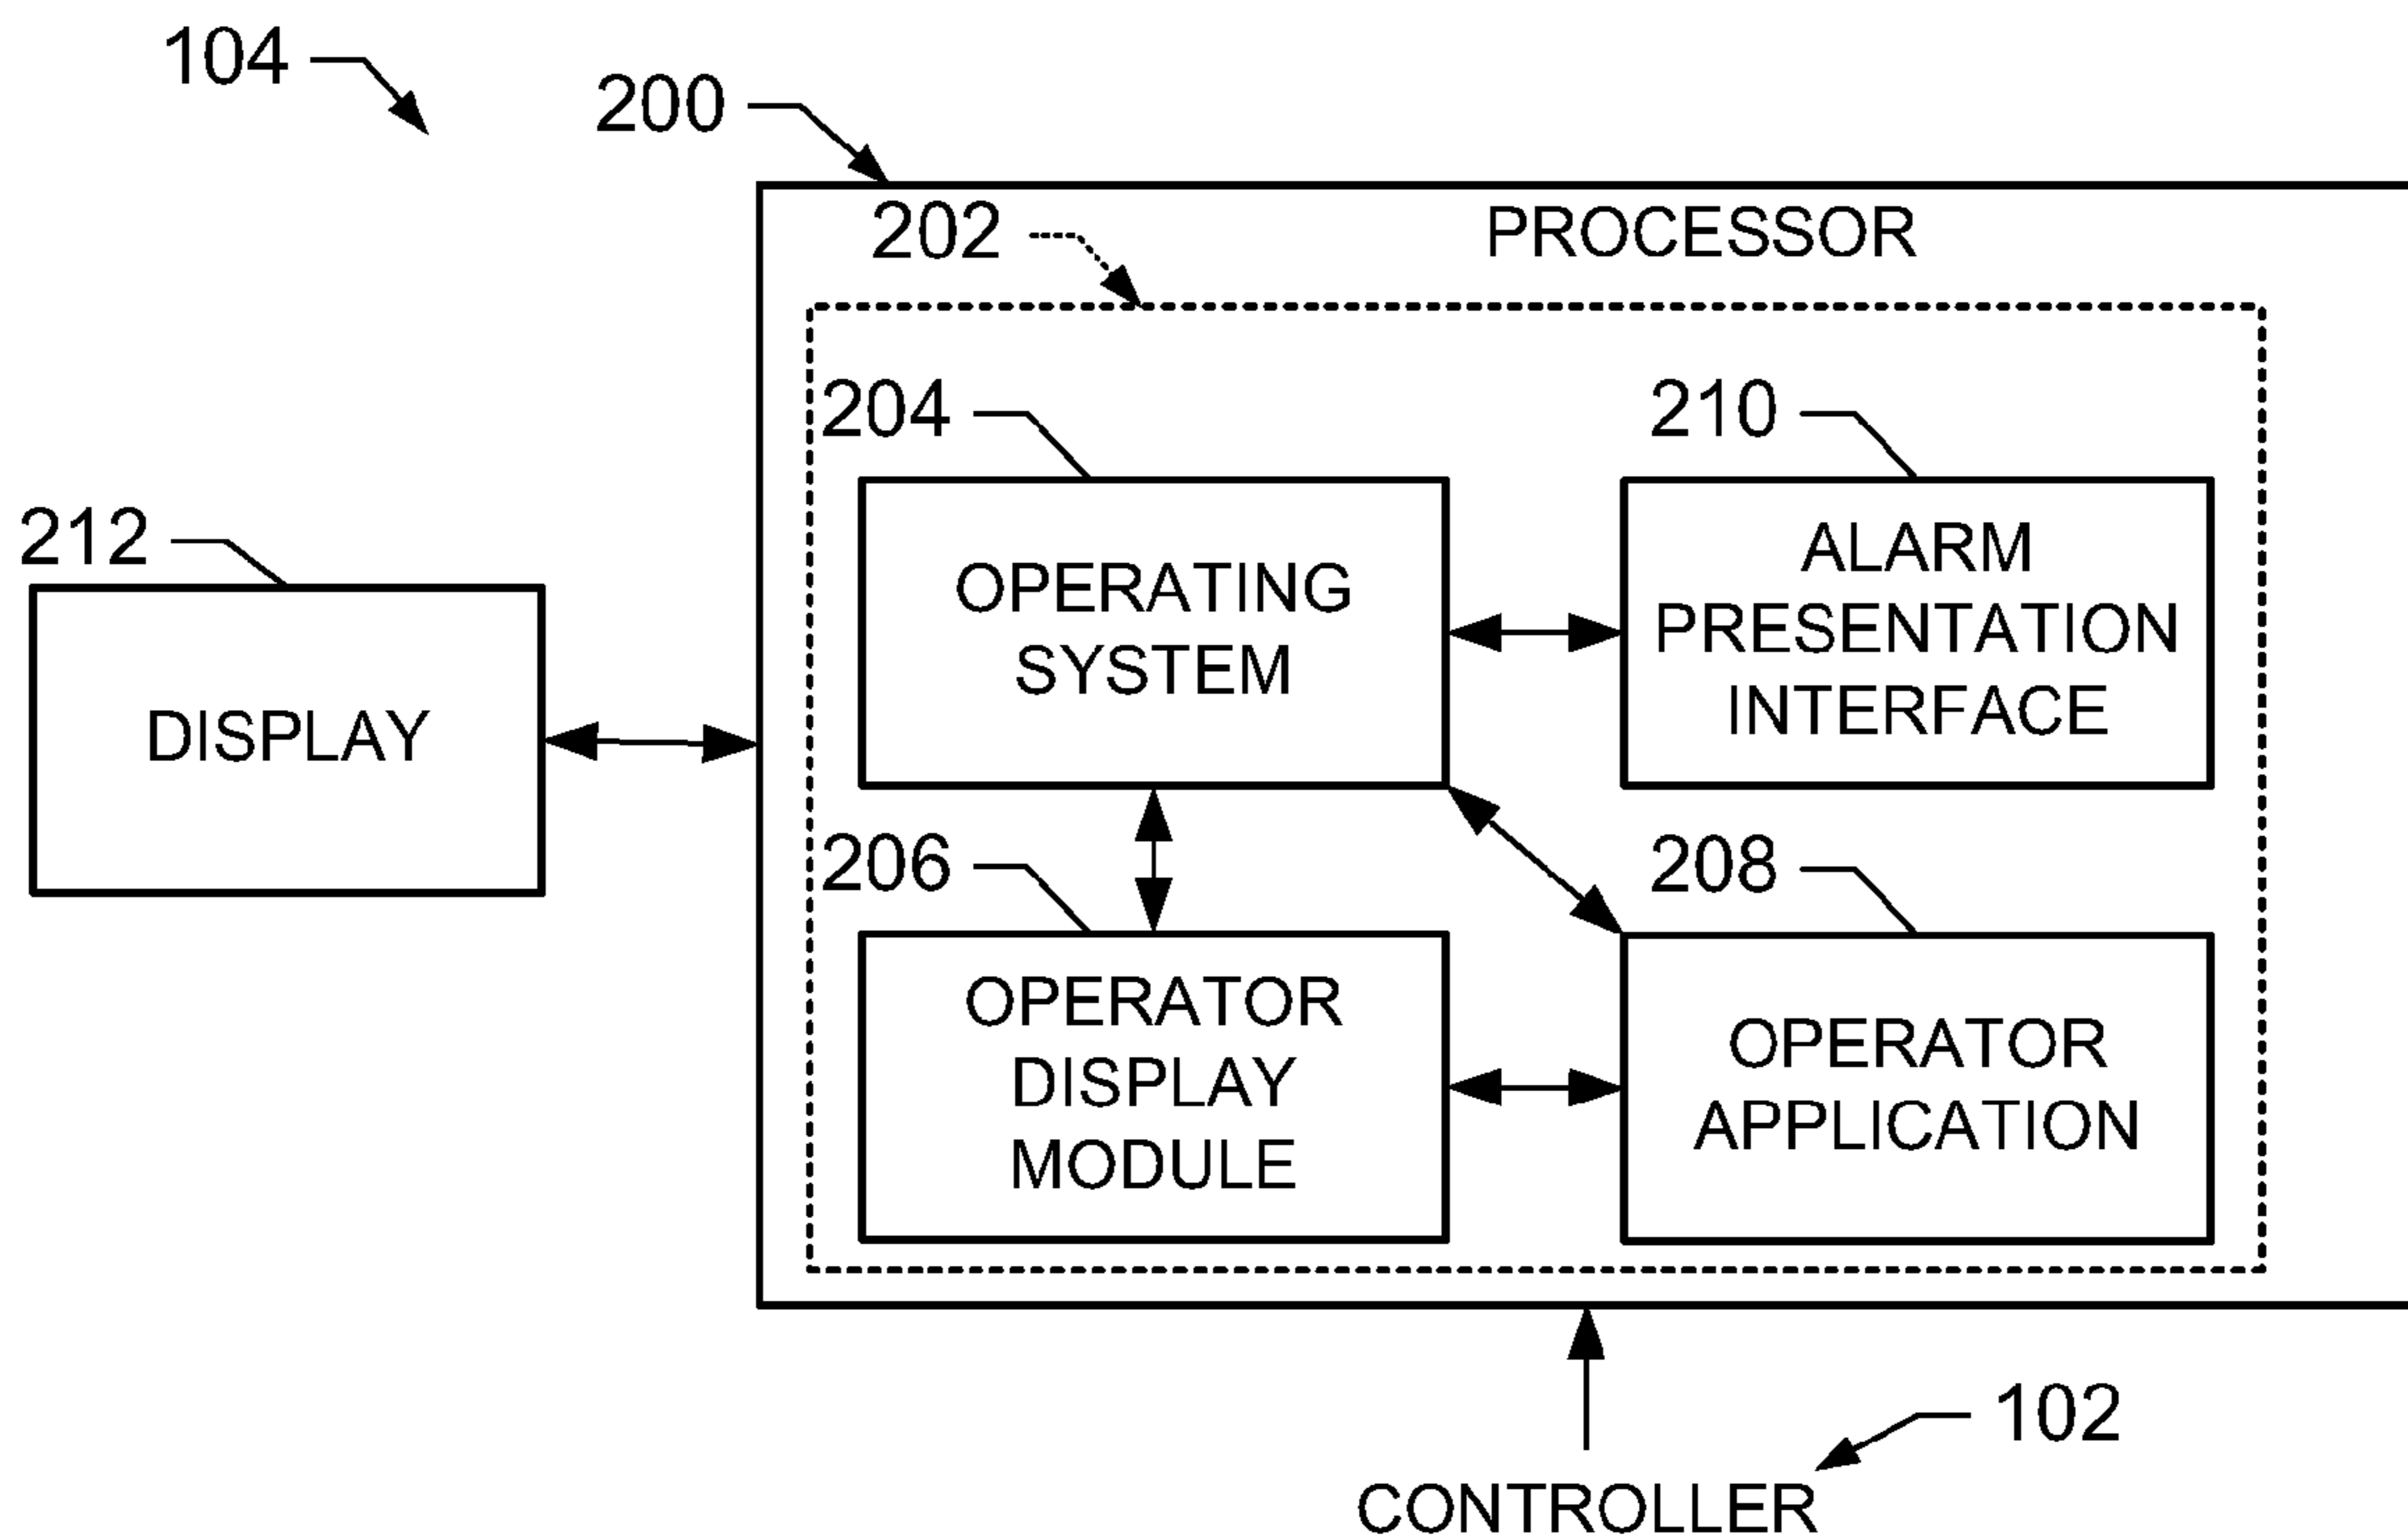 104
200
202
PROCESSOR
204
210
212
OPERATING
SYSTEM
ALARM
PRESENTATION
INTERFACE
DISPLAY
206
208
OPERATOR
DISPLAY
MODULE
OPERATOR
APPLICATION
102
CONTROLLER